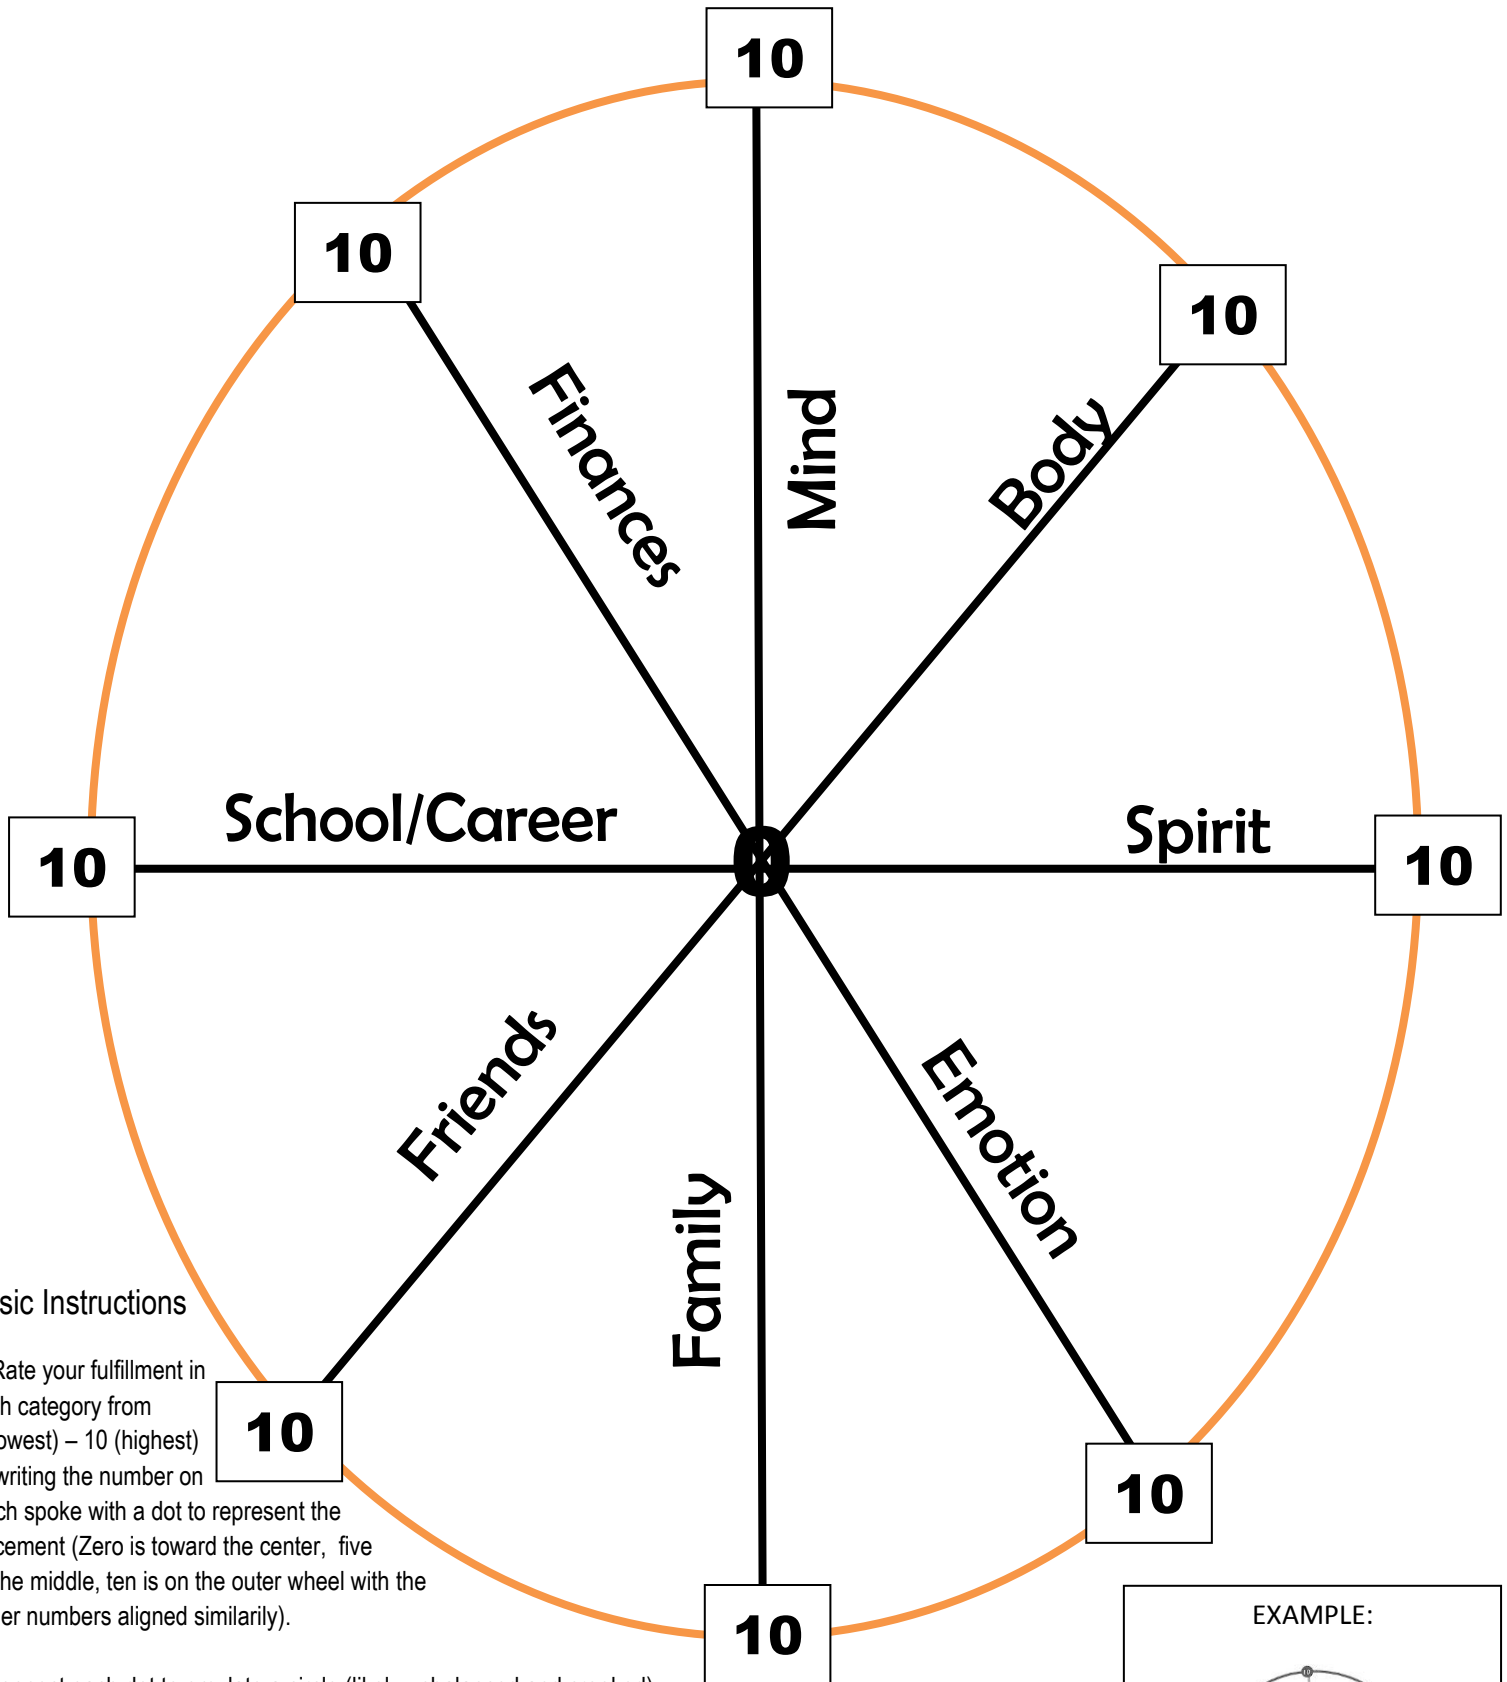 10
10
10
Finances
Mind
Body
School/Career
Spirit
10
0
10
Friends
Emotion
Family
sic Instructions
Rate your fulfillment in
h category from
owest) – 10 (highest)
writing the number on
ch spoke with a dot to represent the
cement (Zero is toward the center, five
he middle, ten is on the outer wheel with the
er numbers aligned similarily).
10
10
10
EXAMPLE: